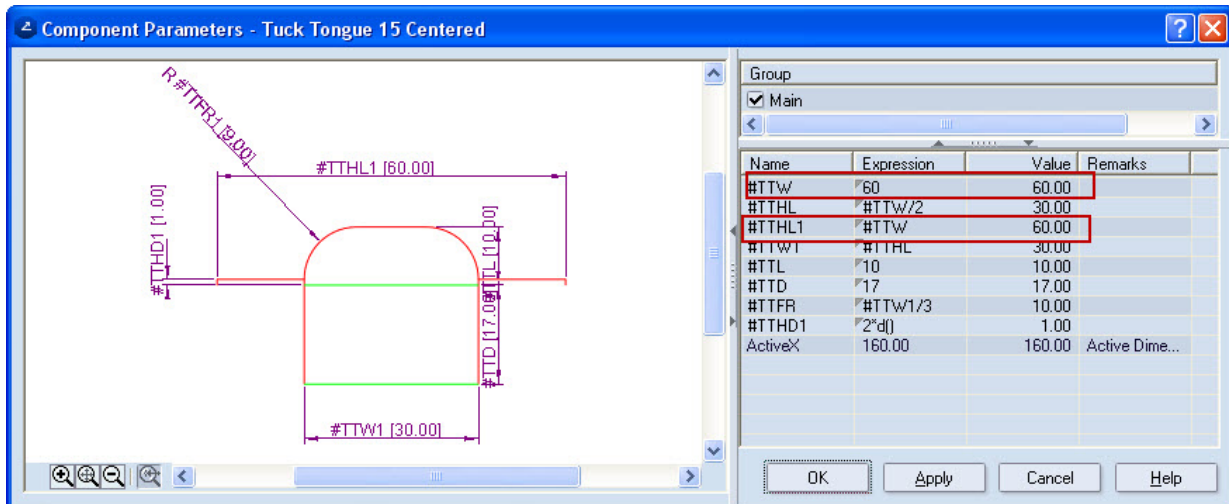 Component Parameters - Tuck Tongue 15 Centered
R #TTFR1 [9.00]
#TTHL1 [60.00]
#TTHD1 [1.00]
#TTL [10.00]
#TTD [17.00]
#TTW1 [30.00]
Group
Main
Name Expression Value Remarks
#TTW 60 60.00
#TTHL #TTW/2 30.00
#TTHL1 #TTW 60.00
#TTW1 #TTHL 30.00
#TTL 10 10.00
#TTD 17 17.00
#TTFR #TTW1/3 10.00
#TTHD1 2*d() 1.00
ActiveX 160.00 160.00 Active Dime...
OK Apply Cancel Help